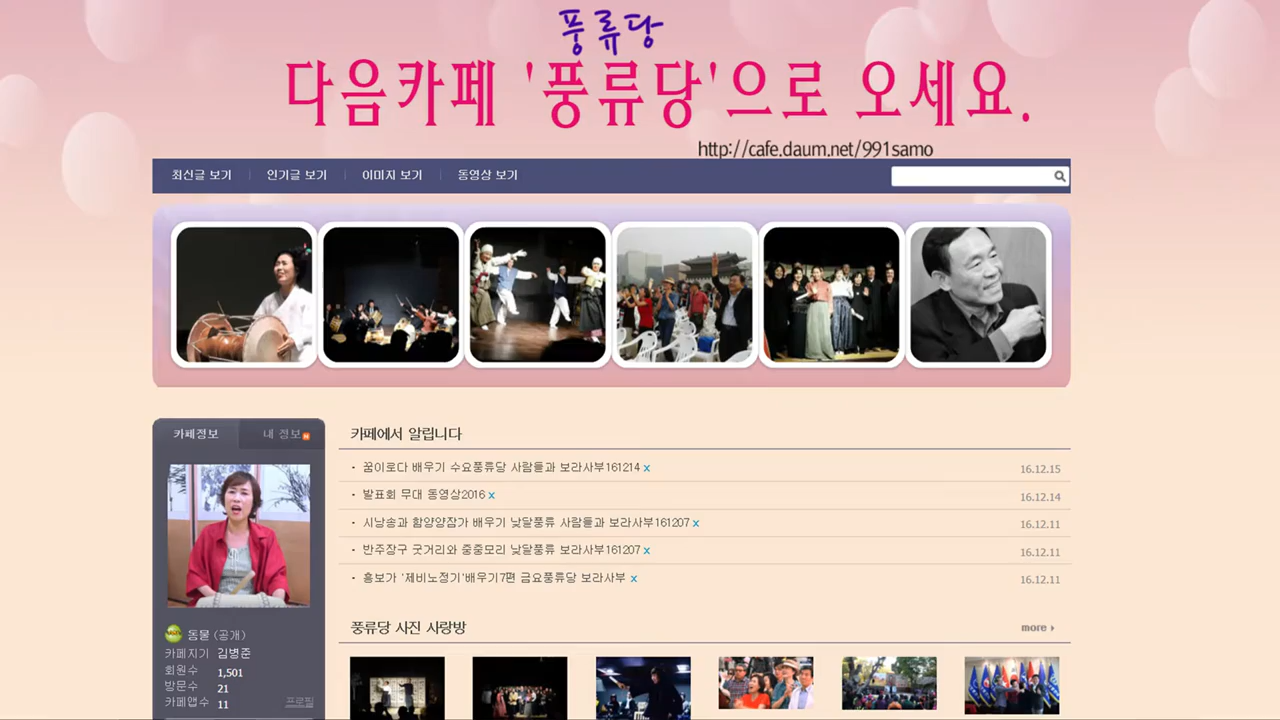 풍류당
다음카페 '풍류당'으로 오세요.
http://cafe.daum.net/991samo
최신글 보기 인기글 보기 이미지 보기 동영상 보기
카페정보 내 정보 N
카페에서 알립니다
· 꿈이로다 배우기 수요풍류당 사람들과 보라사부161214 x 16.12.15
· 발표회 무대 동영상2016 x 16.12.14
· 시낭송과 함양양잠가 배우기 낮달풍류 사람들과 보라사부161207 x 16.12.11
· 반주장구 굿거리와 중중모리 낮달풍류 보라사부161207 x 16.12.11
· 흥보가 '제비노정기'배우기7편 금요풍류당 보라사부 x 16.12.11
동물 (공개)
카페지기 김병준
회원수 1,501
방문수 21
카페앱수 11
프로필
풍류당 사진 사랑방 more